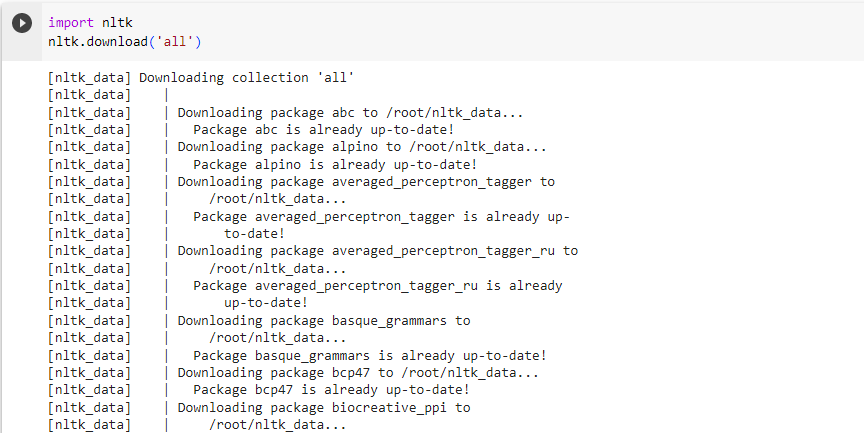 import nltk
nltk.download('all')
[nltk_data] Downloading collection 'all'
[nltk_data]    |
[nltk_data]    | Downloading package abc to /root/nltk_data...
[nltk_data]    |   Package abc is already up-to-date!
[nltk_data]    | Downloading package alpino to /root/nltk_data...
[nltk_data]    |   Package alpino is already up-to-date!
[nltk_data]    | Downloading package averaged_perceptron_tagger to
[nltk_data]    |     /root/nltk_data...
[nltk_data]    |   Package averaged_perceptron_tagger is already up-
[nltk_data]    |       to-date!
[nltk_data]    | Downloading package averaged_perceptron_tagger_ru to
[nltk_data]    |     /root/nltk_data...
[nltk_data]    |   Package averaged_perceptron_tagger_ru is already
[nltk_data]    |       up-to-date!
[nltk_data]    | Downloading package basque_grammars to
[nltk_data]    |     /root/nltk_data...
[nltk_data]    |   Package basque_grammars is already up-to-date!
[nltk_data]    | Downloading package bcp47 to /root/nltk_data...
[nltk_data]    |   Package bcp47 is already up-to-date!
[nltk_data]    | Downloading package biocreative_ppi to
[nltk_data]    |     /root/nltk_data...